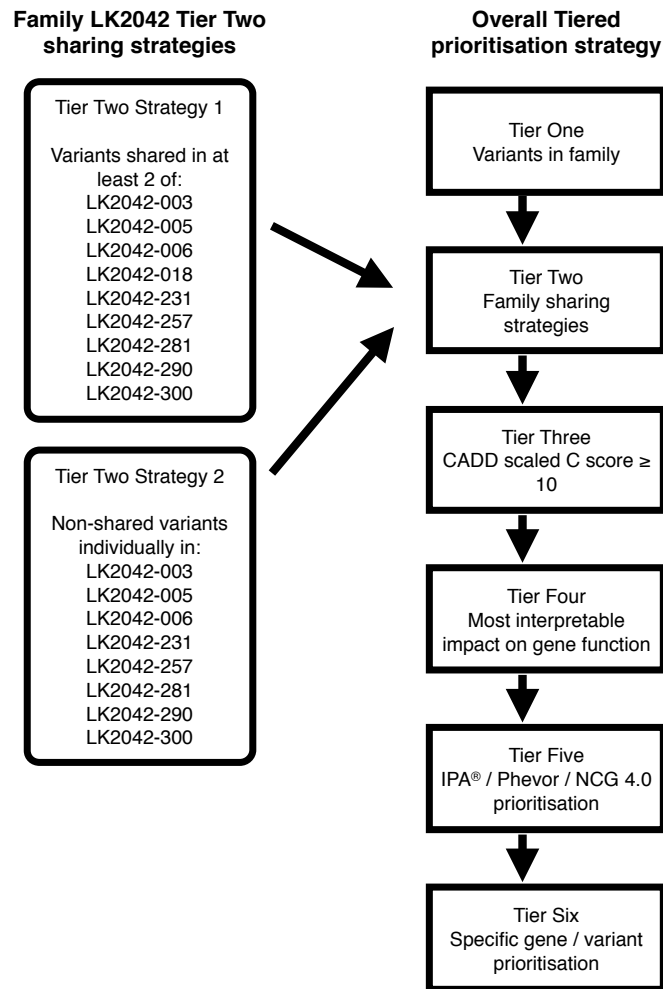 Family LK2042 Tier Two
sharing strategies
Tier Two Strategy 1
Variants shared in at
least 2 of:
LK2042-003
LK2042-005
LK2042-006
LK2042-018
LK2042-231
LK2042-257
LK2042-281
LK2042-290
LK2042-300
Tier Two Strategy 2
Non-shared variants
individually in:
LK2042-003
LK2042-005
LK2042-006
LK2042-231
LK2042-257
LK2042-281
LK2042-290
LK2042-300
Overall Tiered
prioritisation strategy
Tier One
Variants in family
Tier Two
Family sharing
strategies
Tier Three
CADD scaled C score ≥
10
Tier Four
Most interpretable
impact on gene function
Tier Five
IPA® / Phevor / NCG 4.0
prioritisation
Tier Six
Specific gene / variant
prioritisation